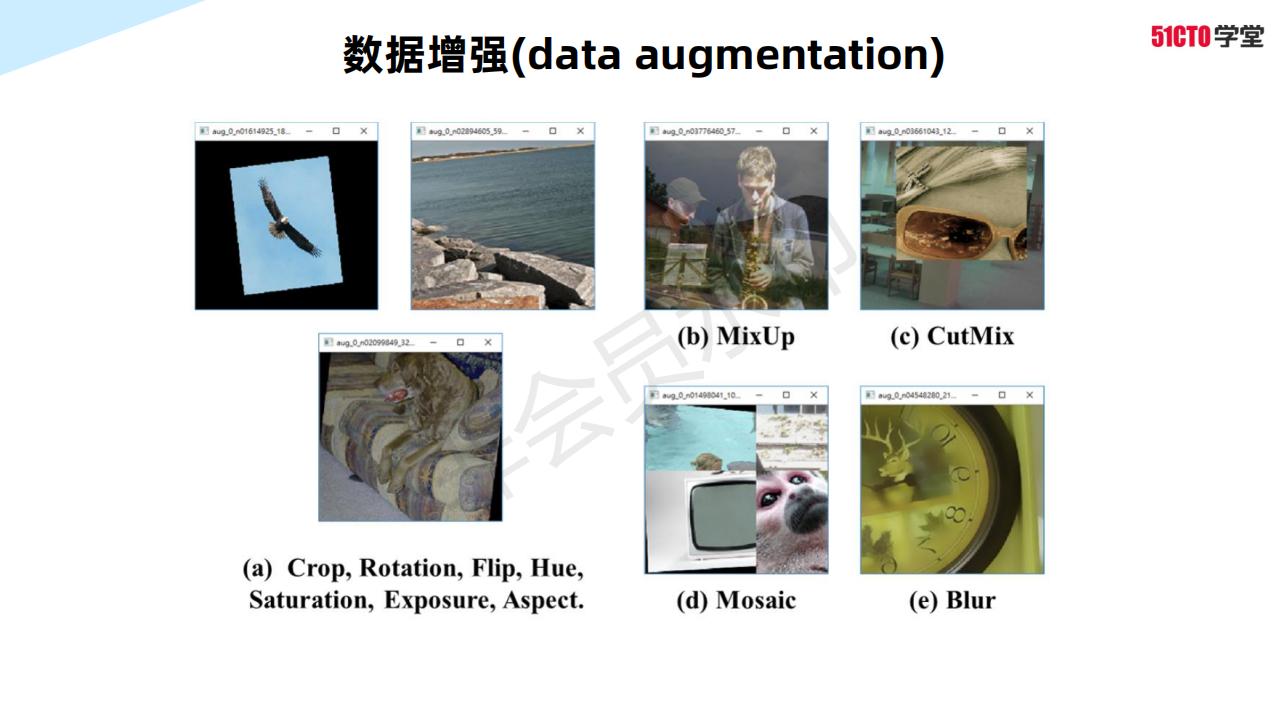 数据增强(data augmentation)
51CTO学堂
aug_0_n01614925_18...
aug_0_n02894605_59...
aug_0_n03776460_57...
aug_0_n03661043_12...
(b) MixUp
(c) CutMix
aug_0_n02099849_32...
aug_0_n01498041_10...
aug_0_n04548280_21...
(a) Crop, Rotation, Flip, Hue,
Saturation, Exposure, Aspect.
(d) Mosaic
(e) Blur